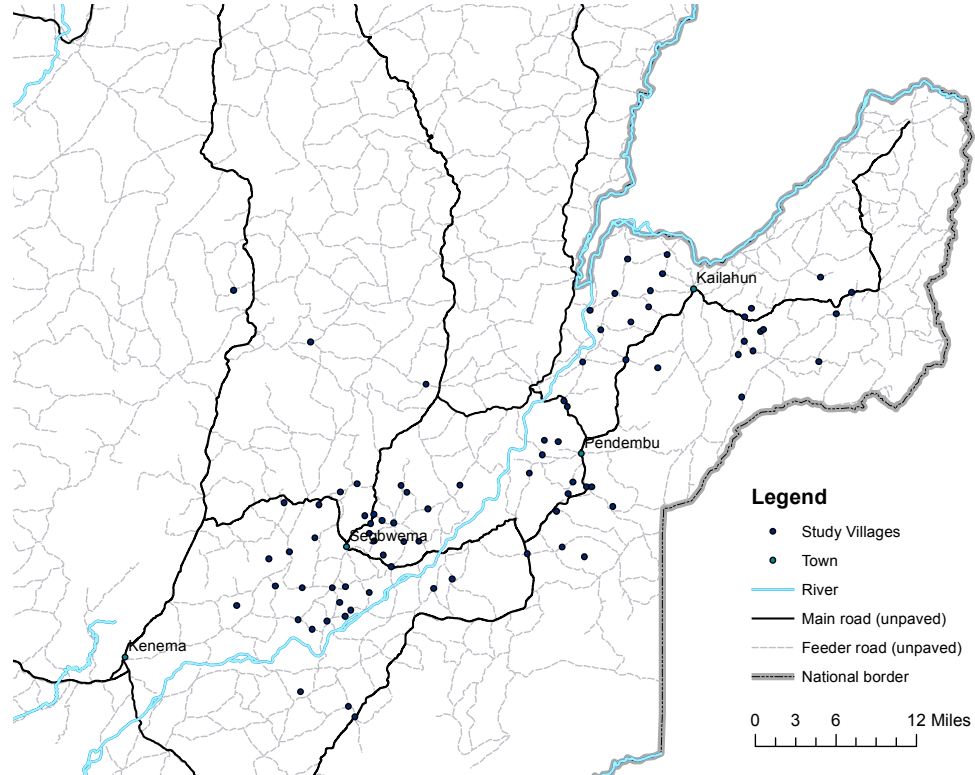 Kailahun
Pendembu
Segbwema
Kenema
Legend
Study Villages
Town
River
Main road (unpaved)
Feeder road (unpaved)
National border
0 3 6 12 Miles